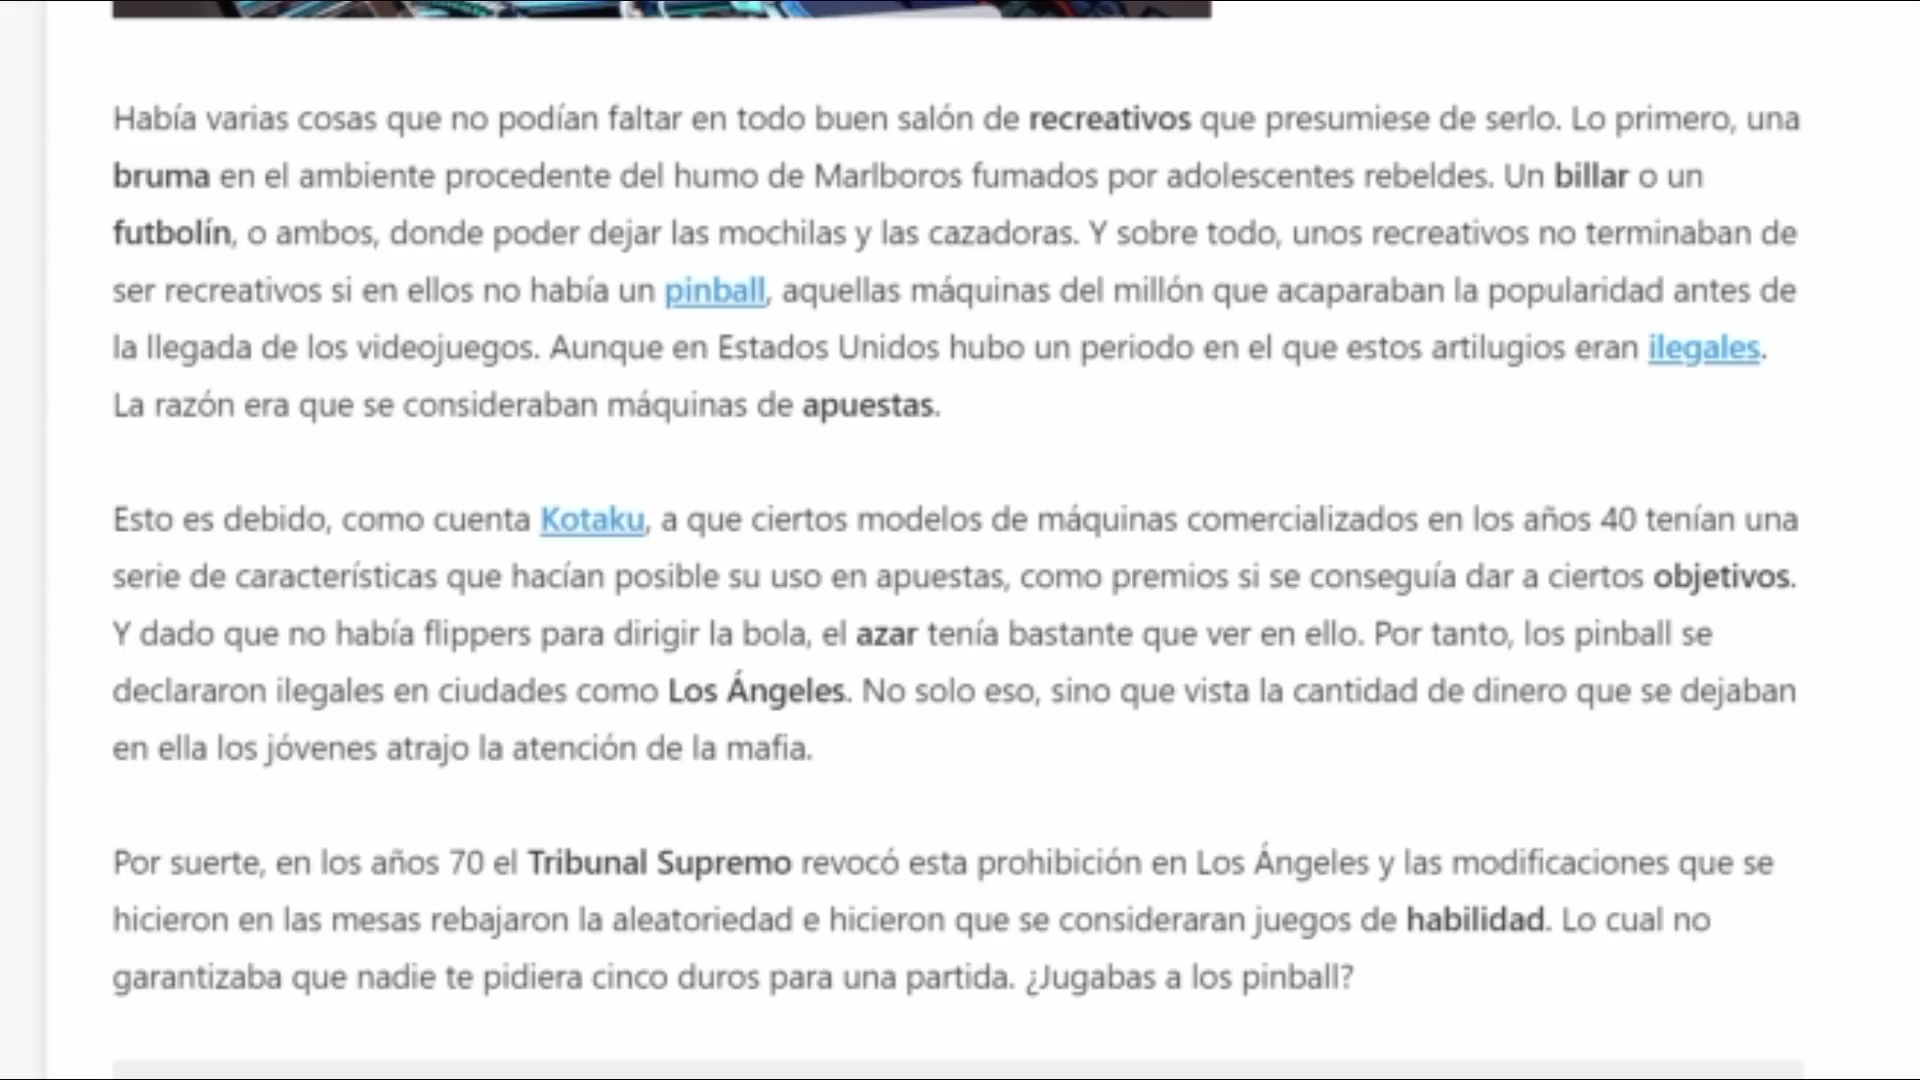 Había varias cosas que no podían faltar en todo buen salón de recreativos que presumiese de serlo. Lo primero, una
bruma en el ambiente procedente del humo de Marlboros fumados por adolescentes rebeldes. Un billar o un
futbolín, o ambos, donde poder dejar las mochilas y las cazadoras. Y sobre todo, unos recreativos no terminaban de
ser recreativos si en ellos no había un pinball, aquellas máquinas del millón que acaparaban la popularidad antes de
la llegada de los videojuegos. Aunque en Estados Unidos hubo un periodo en el que estos artilugios eran ilegales.
La razón era que se consideraban máquinas de apuestas.
Esto es debido, como cuenta Kotaku, a que ciertos modelos de máquinas comercializados en los años 40 tenían una
serie de características que hacían posible su uso en apuestas, como premios si se conseguía dar a ciertos objetivos.
Y dado que no había flippers para dirigir la bola, el azar tenía bastante que ver en ello. Por tanto, los pinball se
declararon ilegales en ciudades como Los Ángeles. No solo eso, sino que vista la cantidad de dinero que se dejaban
en ella los jóvenes atrajo la atención de la mafia.
Por suerte, en los años 70 el Tribunal Supremo revocó esta prohibición en Los Ángeles y las modificaciones que se
hicieron en las mesas rebajaron la aleatoriedad e hicieron que se consideraran juegos de habilidad. Lo cual no
garantizaba que nadie te pidiera cinco duros para una partida. ¿Jugabas a los pinball?